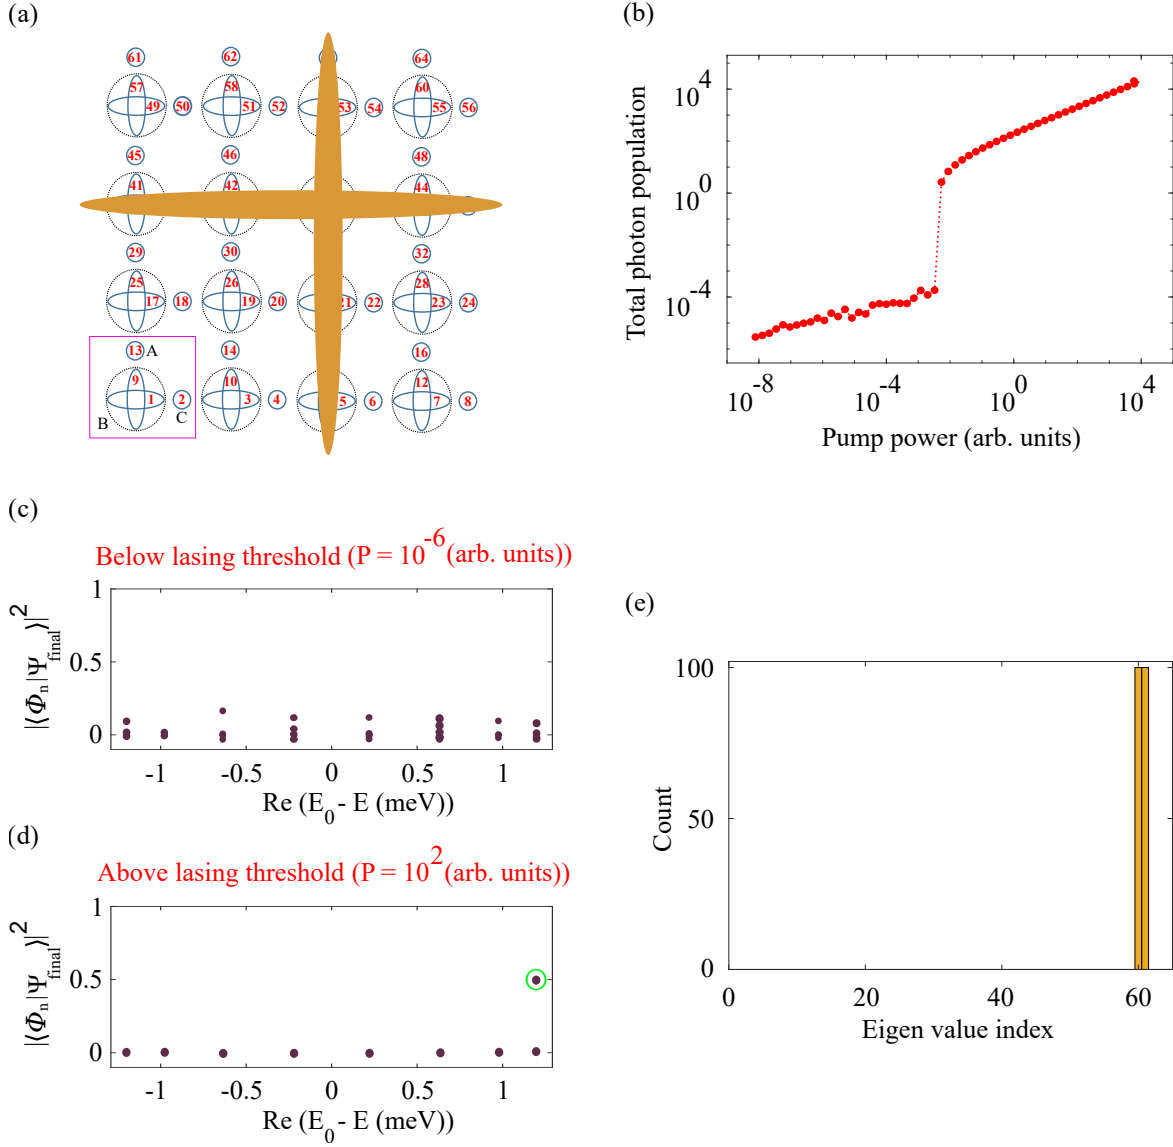 (a)
61 62 64
57 58 60
49 50 51 52 53 54 55 56
45 46 48
41 42 44
29 30 32
25 26 28
17 18 19 20 21 22 23 24
13 A 14 16
9 10 12
1 2 3 4 5 6 7 8
B C
(b)
Total photon population
10^4
10^0
10^-4
10^-8 10^-4 10^0 10^4
Pump power (arb. units)
(c)
Below lasing threshold (P = 10^-6 (arb. units))
|⟨Φ_n|Ψ_final⟩|^2
1
0.5
0
-1 -0.5 0 0.5 1
Re (E_0 - E (meV))
(d)
Above lasing threshold (P = 10^2 (arb. units))
|⟨Φ_n|Ψ_final⟩|^2
1
0.5
0
-1 -0.5 0 0.5 1
Re (E_0 - E (meV))
(e)
Count
100
50
0
0 20 40 60
Eigen value index